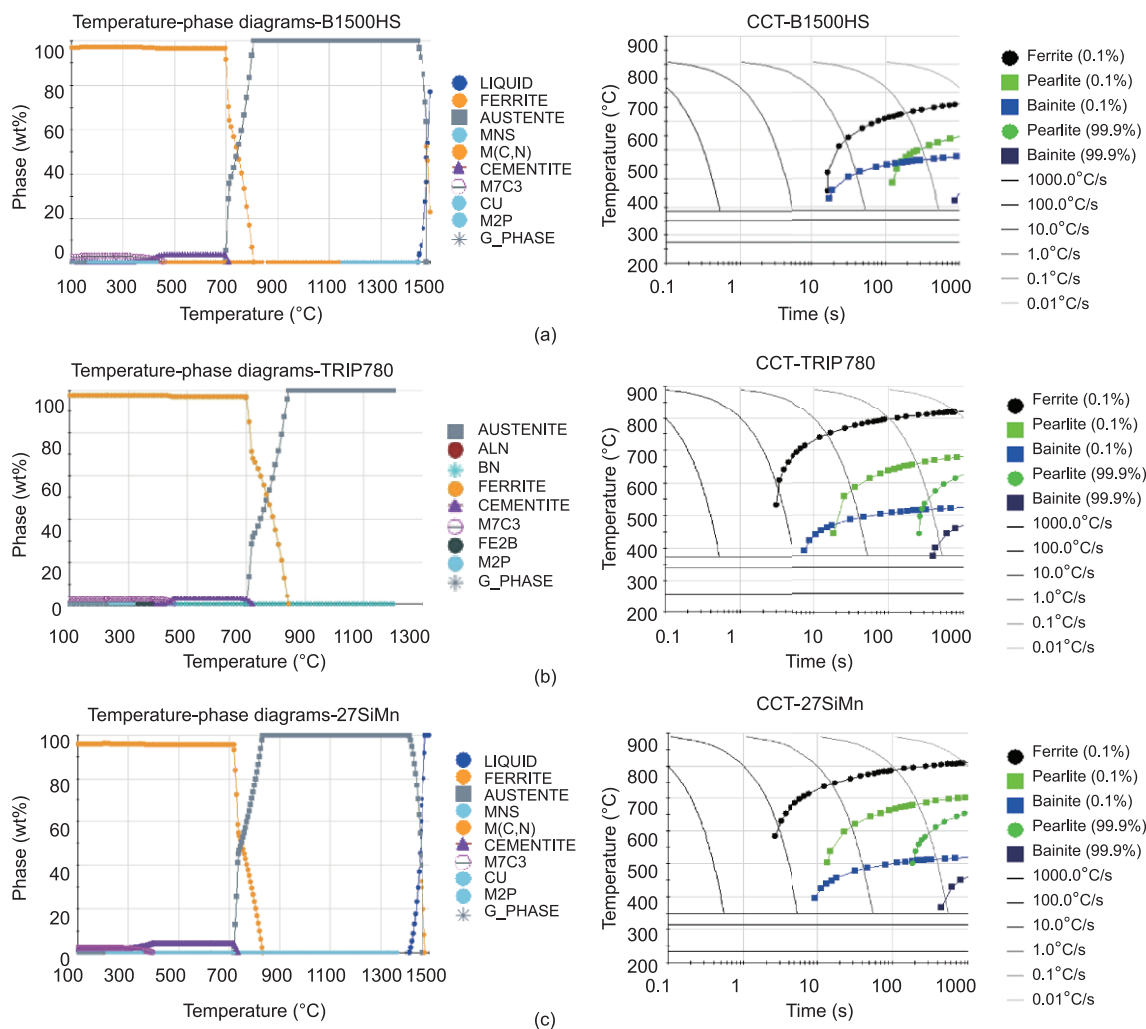 Temperature-phase diagrams-B1500HS
Phase (wt%)
100
80
60
40
20
0
100 300 500 700 900 1100 1300 1500
Temperature (°C)
LIQUID
FERRITE
AUSTENTE
MNS
M(C,N)
CEMENTITE
M7C3
CU
M2P
G_PHASE
CCT-B1500HS
Temperature (°C)
900
800
700
600
500
400
300
200
0.1 1 10 100 1000
Time (s)
Ferrite (0.1%)
Pearlite (0.1%)
Bainite (0.1%)
Pearlite (99.9%)
Bainite (99.9%)
1000.0°C/s
100.0°C/s
10.0°C/s
1.0°C/s
0.1°C/s
0.01°C/s
(a)
Temperature-phase diagrams-TRIP780
Phase (wt%)
100
80
60
40
20
0
100 300 500 700 900 1100 1300
Temperature (°C)
AUSTENITE
ALN
BN
FERRITE
CEMENTITE
M7C3
FE2B
M2P
G_PHASE
CCT-TRIP780
Temperature (°C)
900
800
700
600
500
400
300
200
0.1 1 10 100 1000
Time (s)
Ferrite (0.1%)
Pearlite (0.1%)
Bainite (0.1%)
Pearlite (99.9%)
Bainite (99.9%)
1000.0°C/s
100.0°C/s
10.0°C/s
1.0°C/s
0.1°C/s
0.01°C/s
(b)
Temperature-phase diagrams-27SiMn
Phase (wt%)
100
80
60
40
20
0
100 300 500 700 900 1100 1300 1500
Temperature (°C)
LIQUID
FERRITE
AUSTENTE
MNS
M(C,N)
CEMENTITE
M7C3
CU
M2P
G_PHASE
CCT-27SiMn
Temperature (°C)
900
800
700
600
500
400
300
200
0.1 1 10 100 1000
Time (s)
Ferrite (0.1%)
Pearlite (0.1%)
Bainite (0.1%)
Pearlite (99.9%)
Bainite (99.9%)
1000.0°C/s
100.0°C/s
10.0°C/s
1.0°C/s
0.1°C/s
0.01°C/s
(c)